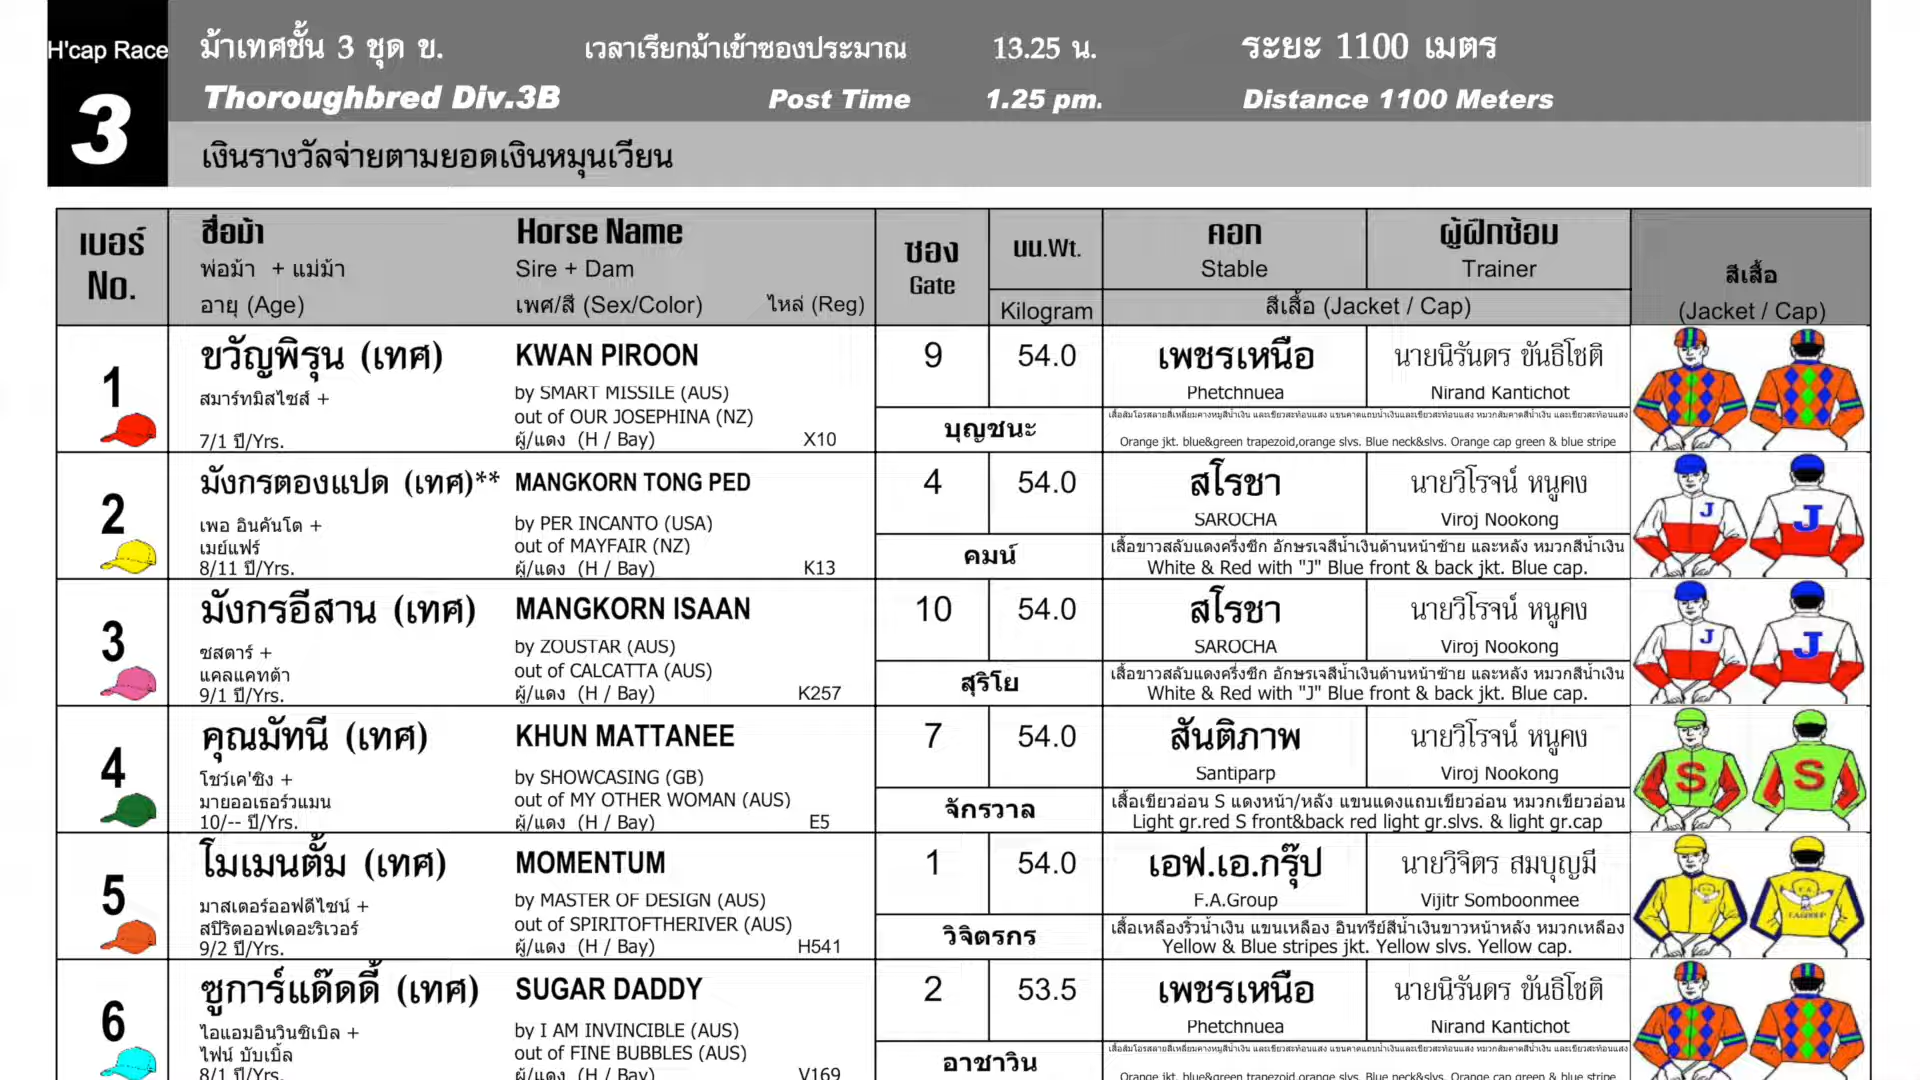 H'cap Race
3
ม้าเทศชั้น 3 ชุด ข. เวลาเรียกม้าเข้าซองประมาณ 13.25 น. ระยะ 1100 เมตร
Thoroughbred Div.3B Post Time 1.25 pm. Distance 1100 Meters
เงินรางวัลจ่ายตามยอดเงินหมุนเวียน
เบอร์ ชื่อม้า Horse Name ซอง นน.Wt. คอก ผู้ฝึกซ้อม สีเสื้อ
No. พ่อม้า + แม่ม้า Sire + Dam Gate Stable Trainer
อายุ (Age) เพศ/สี (Sex/Color) ไหล่ (Reg) Kilogram สีเสื้อ (Jacket / Cap) (Jacket / Cap)
1 ขวัญพิรุน (เทศ) KWAN PIROON 9 54.0 เพชรเหนือ นายนิรันดร ขันธิโชติ
สมาร์ทมิสไซส์ + by SMART MISSILE (AUS) Phetchnuea Nirand Kantichot
out of OUR JOSEPHINA (NZ) บุญชนะ
7/1 ปี/Yrs. ผู้/แดง (H / Bay) X10 Orange jkt. blue&green trapezoid,orange slvs. Blue neck&slvs. Orange cap green & blue stripe
2 มังกรตองแปด (เทศ)** MANGKORN TONG PED 4 54.0 สโรชา นายวิโรจน์ หนูคง
เพอ อินคันโต + by PER INCANTO (USA) SAROCHA Viroj Nookong
เมย์แฟร์ out of MAYFAIR (NZ) คมน์ เสื้อขาวสลับแดงครึ่งซีก อักษรเจสีน้ำเงินด้านหน้าซ้าย และหลัง หมวกสีน้ำเงิน
8/11 ปี/Yrs. ผู้/แดง (H / Bay) K13 White & Red with "J" Blue front & back jkt. Blue cap.
J J
3 มังกรอีสาน (เทศ) MANGKORN ISAAN 10 54.0 สโรชา นายวิโรจน์ หนูคง
ซสตาร์ + by ZOUSTAR (AUS) SAROCHA Viroj Nookong
แคลแคทต้า out of CALCATTA (AUS) สุริโย เสื้อขาวสลับแดงครึ่งซีก อักษรเจสีน้ำเงินด้านหน้าซ้าย และหลัง หมวกสีน้ำเงิน
9/1 ปี/Yrs. ผู้/แดง (H / Bay) K257 White & Red with "J" Blue front & back jkt. Blue cap.
J J
4 คุณมัทนี (เทศ) KHUN MATTANEE 7 54.0 สันติภาพ นายวิโรจน์ หนูคง
โชว์เค'ซิง + by SHOWCASING (GB) Santiparp Viroj Nookong
มายออเธอร์วูแมน out of MY OTHER WOMAN (AUS) จักรวาล เสื้อเขียวอ่อน S แดงหน้า/หลัง แขนแดงแถบเขียวอ่อน หมวกเขียวอ่อน
10/-- ปี/Yrs. ผู้/แดง (H / Bay) E5 Light gr.red S front&back red light gr.slvs. & light gr.cap
S S
5 โมเมนตั้ม (เทศ) MOMENTUM 1 54.0 เอฟ.เอ.กรุ๊ป นายวิจิตร สมบุญมี
มาสเตอร์ออฟดีไซน์ + by MASTER OF DESIGN (AUS) F.A.Group Vijitr Somboonmee
สปิริตออฟเดอะริเวอร์ out of SPIRITOFTHERIVER (AUS) วิจิตรกร เสื้อเหลืองริ้วน้ำเงิน แขนเหลือง อินทรีย์สีน้ำเงินขาวหน้าหลัง หมวกเหลือง
9/2 ปี/Yrs. ผู้/แดง (H / Bay) H541 Yellow & Blue stripes jkt. Yellow slvs. Yellow cap.
6 ซูการ์แด๊ดดี้ (เทศ) SUGAR DADDY 2 53.5 เพชรเหนือ นายนิรันดร ขันธิโชติ
ไอแอมอินวินซิเบิล + by I AM INVINCIBLE (AUS) Phetchnuea Nirand Kantichot
ไฟน์ บับเบิ้ล out of FINE BUBBLES (AUS) อาชาวิน
8/1 ปี/Yrs. ผู้/แดง (H / Bay) V169 Orange jkt. blue&green trapezoid,orange slvs. Blue neck&slvs. Orange cap green & blue stripe